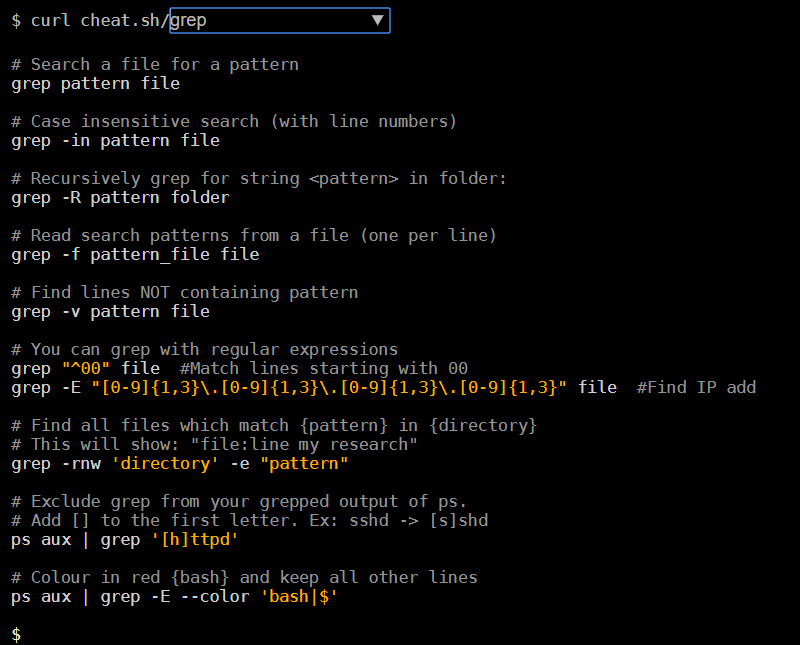 $ curl cheat.sh/grep
# Search a file for a pattern
grep pattern file
# Case insensitive search (with line numbers)
grep -in pattern file
# Recursively grep for string <pattern> in folder:
grep -R pattern folder
# Read search patterns from a file (one per line)
grep -f pattern_file file
# Find lines NOT containing pattern
grep -v pattern file
# You can grep with regular expressions
grep "^00" file  #Match lines starting with 00
grep -E "[0-9]{1,3}\.[0-9]{1,3}\.[0-9]{1,3}\.[0-9]{1,3}" file  #Find IP add
# Find all files which match {pattern} in {directory}
# This will show: "file:line my research"
grep -rnw 'directory' -e "pattern"
# Exclude grep from your grepped output of ps.
# Add [] to the first letter. Ex: sshd -> [s]shd
ps aux | grep '[h]ttpd'
# Colour in red {bash} and keep all other lines
ps aux | grep -E --color 'bash|$'
$